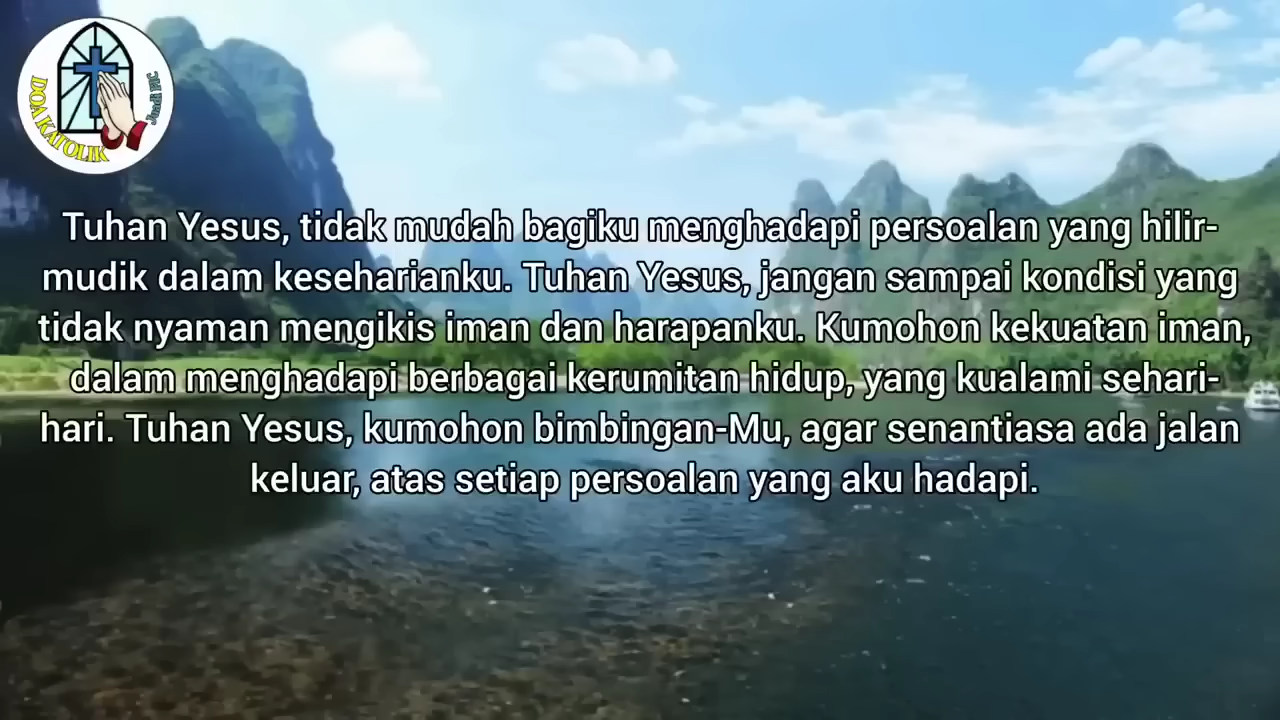 DOA KATOLIK
Tuhan Yesus, tidak mudah bagiku menghadapi persoalan yang hilir-
mudik dalam keseharianku. Tuhan Yesus, jangan sampai kondisi yang
tidak nyaman mengikis iman dan harapanku. Kumohon kekuatan iman,
dalam menghadapi berbagai kerumitan hidup, yang kualami sehari-
hari. Tuhan Yesus, kumohon bimbingan-Mu, agar senantiasa ada jalan
keluar, atas setiap persoalan yang aku hadapi.